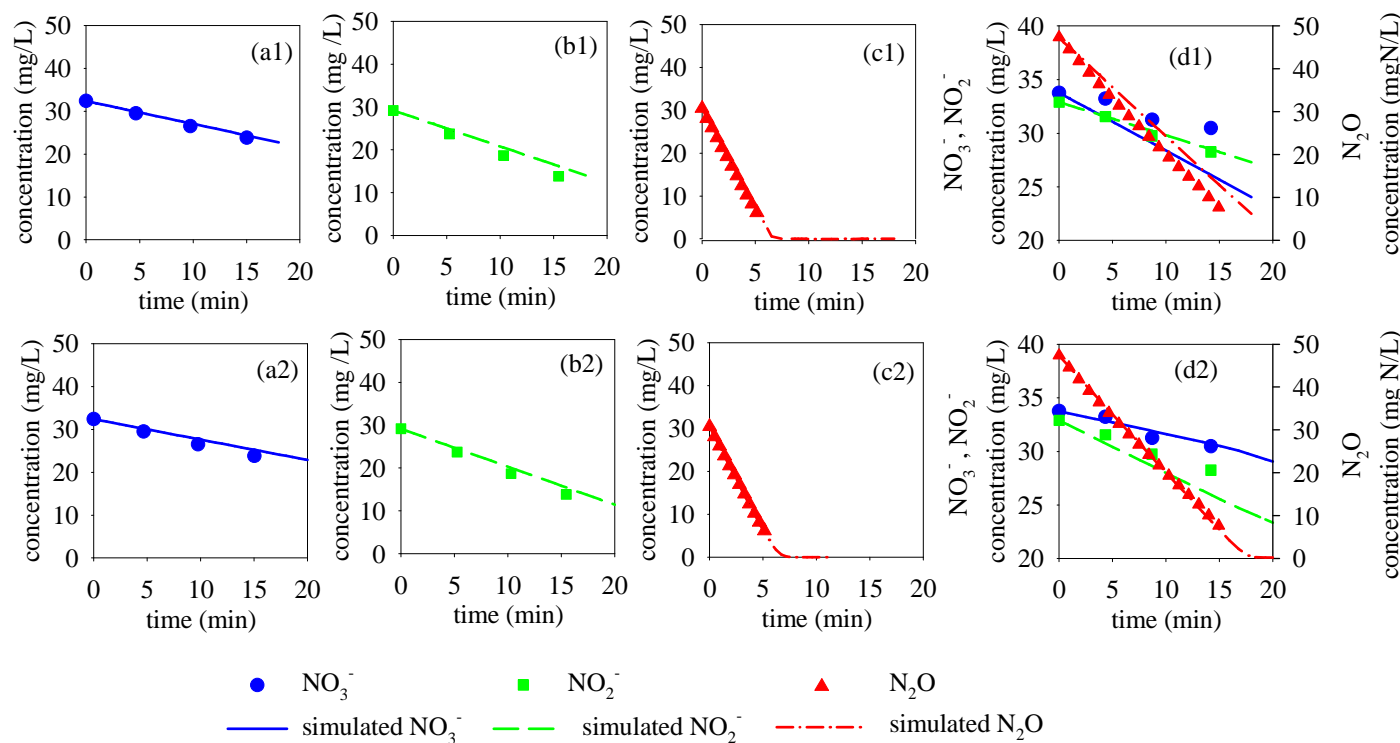 (a1)
concentration (mg/L)
50
40
30
20
10
0
0 5 10 15 20
time (min)
(b1)
concentration (mg /L)
50
40
30
20
10
0
0 5 10 15 20
time (min)
(c1)
50
40
30
20
10
0
0 5 10 15 20
time (min)
(d1)
NO₃⁻, NO₂⁻
concentration (mg/L)
40
35
30
25
20
0 5 10 15 20
time (min)
50
40
30
20
10
0
N₂O
concentration (mgN/L)
(a2)
concentration (mg/L)
50
40
30
20
10
0
0 5 10 15 20
time (min)
(b2)
concentration (mg/L)
50
40
30
20
10
0
0 5 10 15 20
time (min)
(c2)
50
40
30
20
10
0
0 5 10 15 20
time (min)
(d2)
NO₃⁻, NO₂⁻
concentration (mg/L)
40
35
30
25
20
0 5 10 15 20
time (min)
50
40
30
20
10
0
N₂O
concentration (mg N/L)
NO₃⁻ NO₂⁻ N₂O
simulated NO₃⁻ simulated NO₂⁻ simulated N₂O